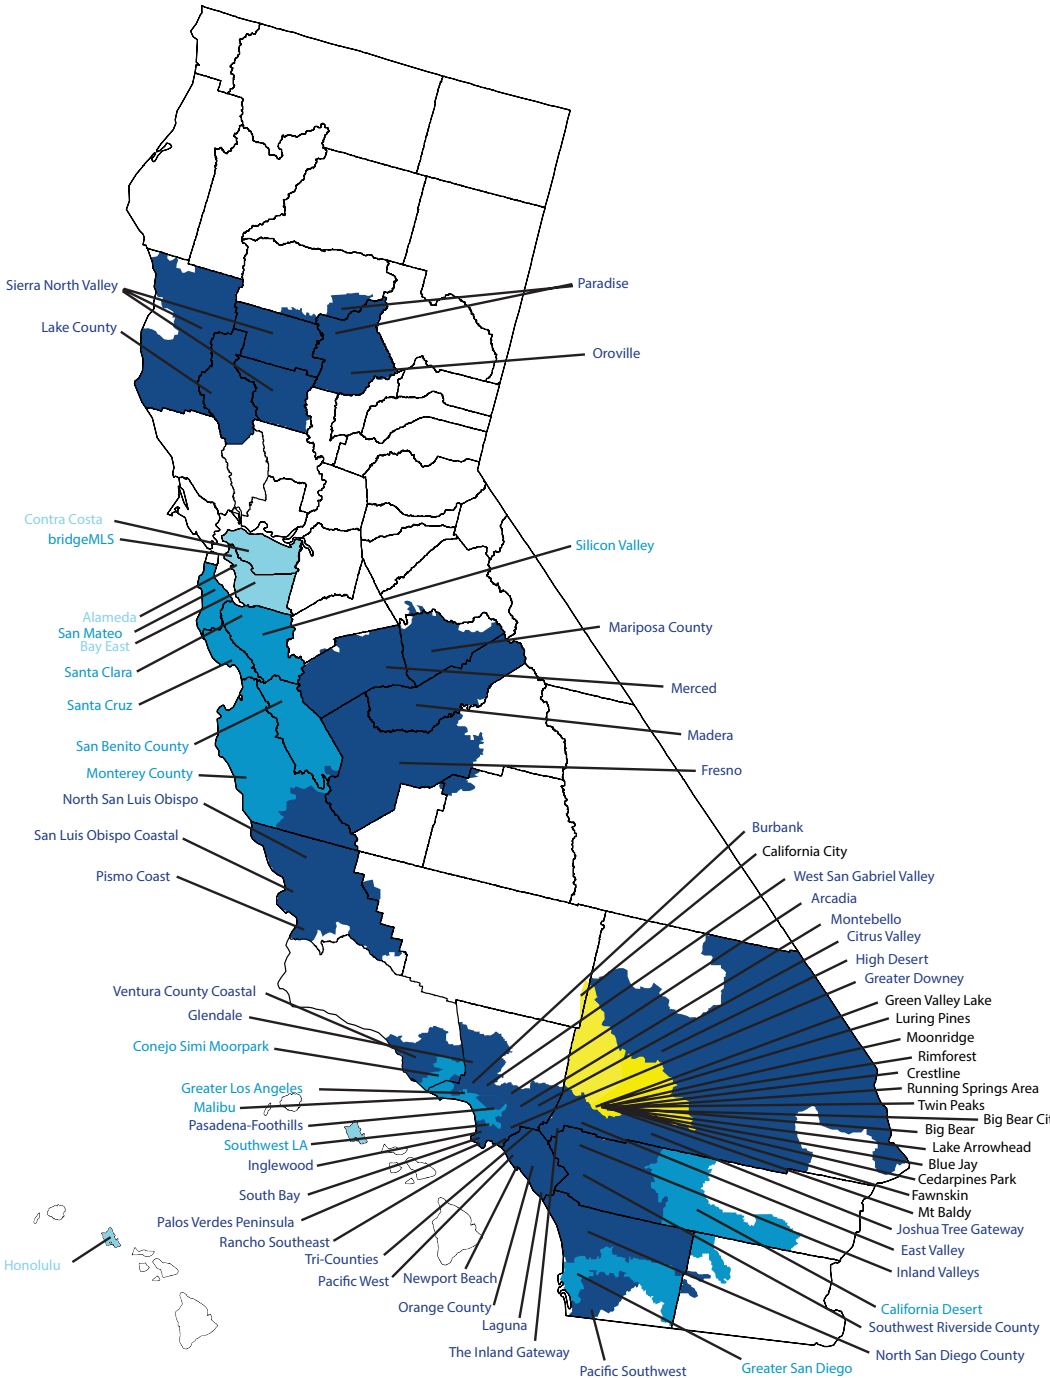 Sierra North Valley
Paradise
Lake County
Oroville
Contra Costa
bridgeMLS
Silicon Valley
Alameda
San Mateo
Bay East
Mariposa County
Santa Clara
Merced
Santa Cruz
Madera
San Benito County
Fresno
Monterey County
North San Luis Obispo
San Luis Obispo Coastal
Pismo Coast
Burbank
California City
West San Gabriel Valley
Arcadia
Montebello
Citrus Valley
High Desert
Greater Downey
Green Valley Lake
Luring Pines
Moonridge
Rimforest
Crestline
Running Springs Area
Twin Peaks
Big Bear Cit
Big Bear
Lake Arrowhead
Blue Jay
Cedarpines Park
Fawnskin
Mt Baldy
Joshua Tree Gateway
East Valley
Inland Valleys
California Desert
Southwest Riverside County
North San Diego County
Greater San Diego
Pacific Southwest
Ventura County Coastal
Glendale
Conejo Simi Moorpark
Greater Los Angeles
Malibu
Pasadena-Foothills
Southwest LA
Inglewood
South Bay
Palos Verdes Peninsula
Rancho Southeast
Tri-Counties
Pacific West
Newport Beach
Orange County
Laguna
The Inland Gateway
Honolulu